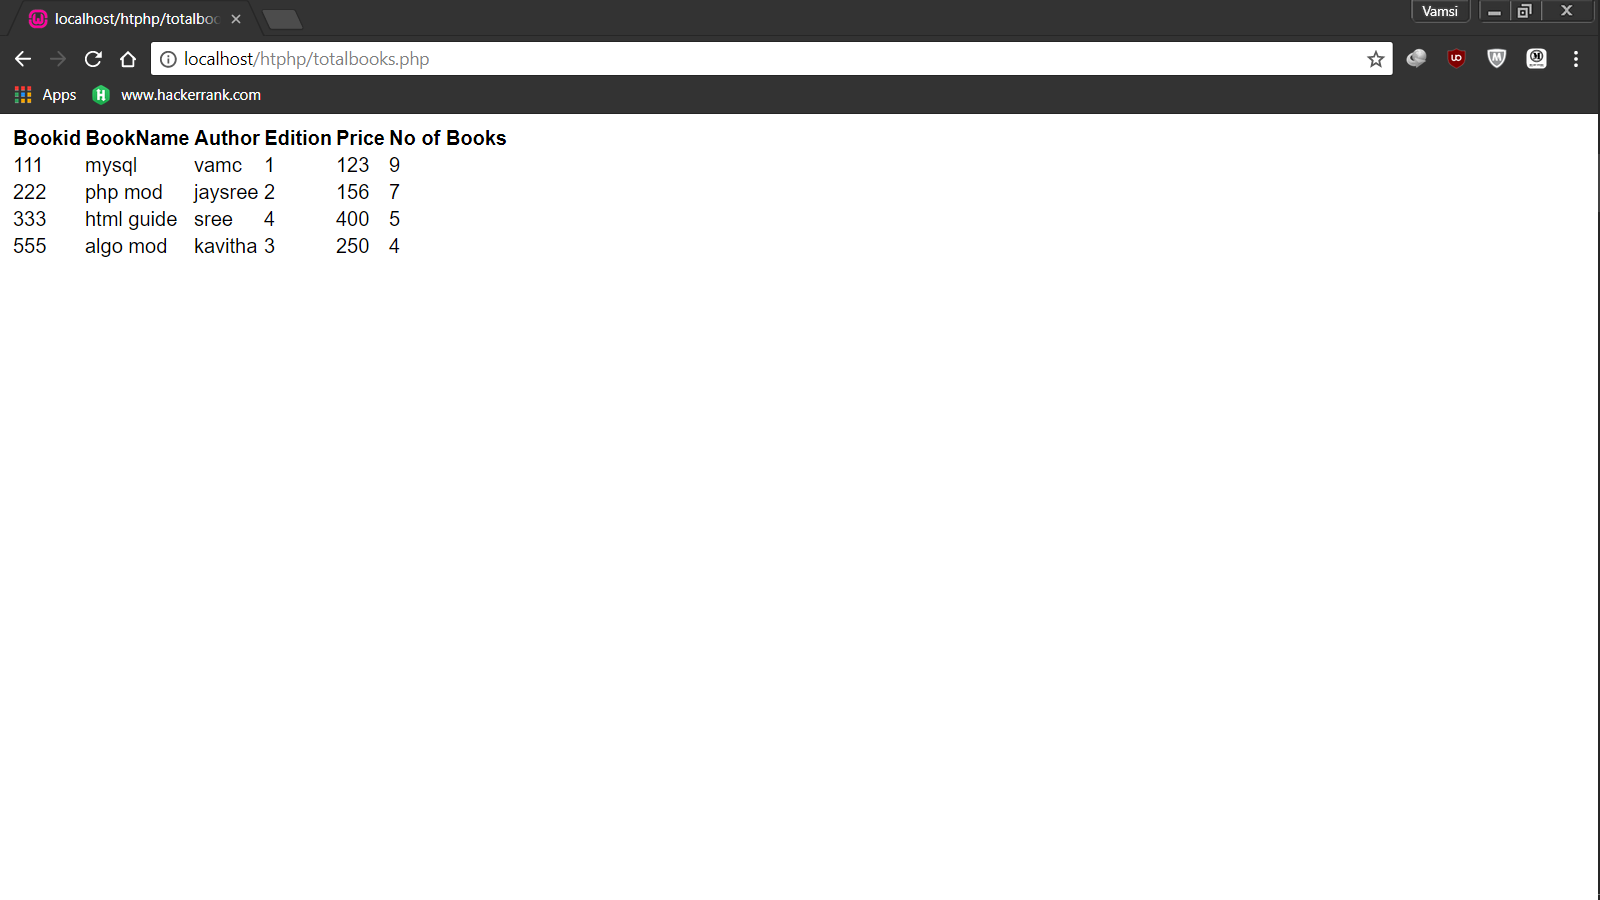 localhost/htphp/totalboo
Vamsi
localhost/htphp/totalbooks.php
Apps www.hackerrank.com
Bookid BookName Author Edition Price No of Books
111 mysql vamc 1 123 9
222 php mod jaysree 2 156 7
333 html guide sree 4 400 5
555 algo mod kavitha 3 250 4